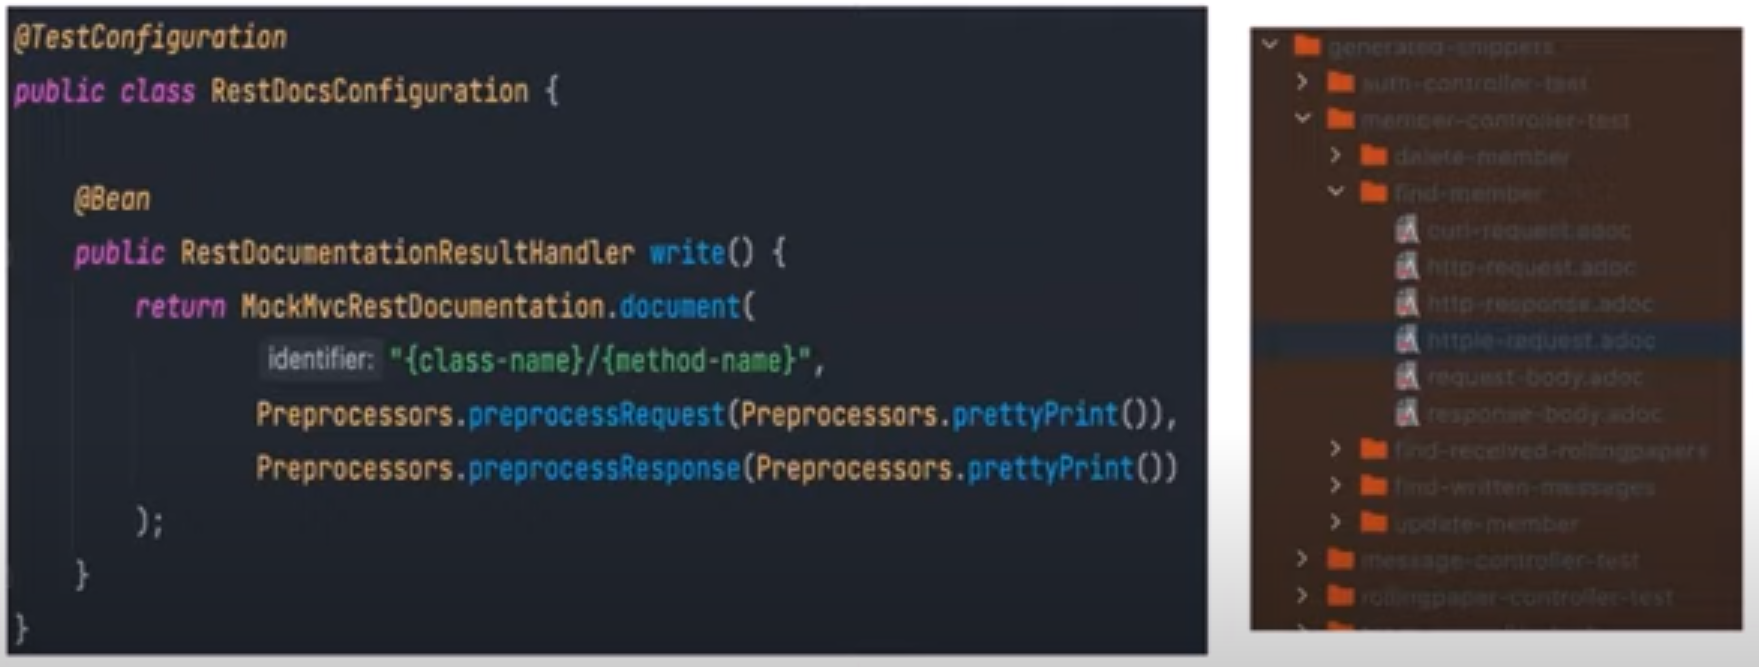 @TestConfiguration
public class RestDocsConfiguration {
@Bean
public RestDocumentationResultHandler write() {
return MockMvcRestDocumentation.document(
identifier: "{class-name}/{method-name}",
Preprocessors.preprocessRequest(Preprocessors.prettyPrint()),
Preprocessors.preprocessResponse(Preprocessors.prettyPrint())
);
}
}
generated-snippets
auth-controller-test
member-controller-test
delete-member
find-member
curl-request.adoc
http-request.adoc
http-response.adoc
httpie-request.adoc
request-body.adoc
response-body.adoc
find-received-rollingpapers
find-written-messages
update-member
message-controller-test
rollingpaper-controller-test